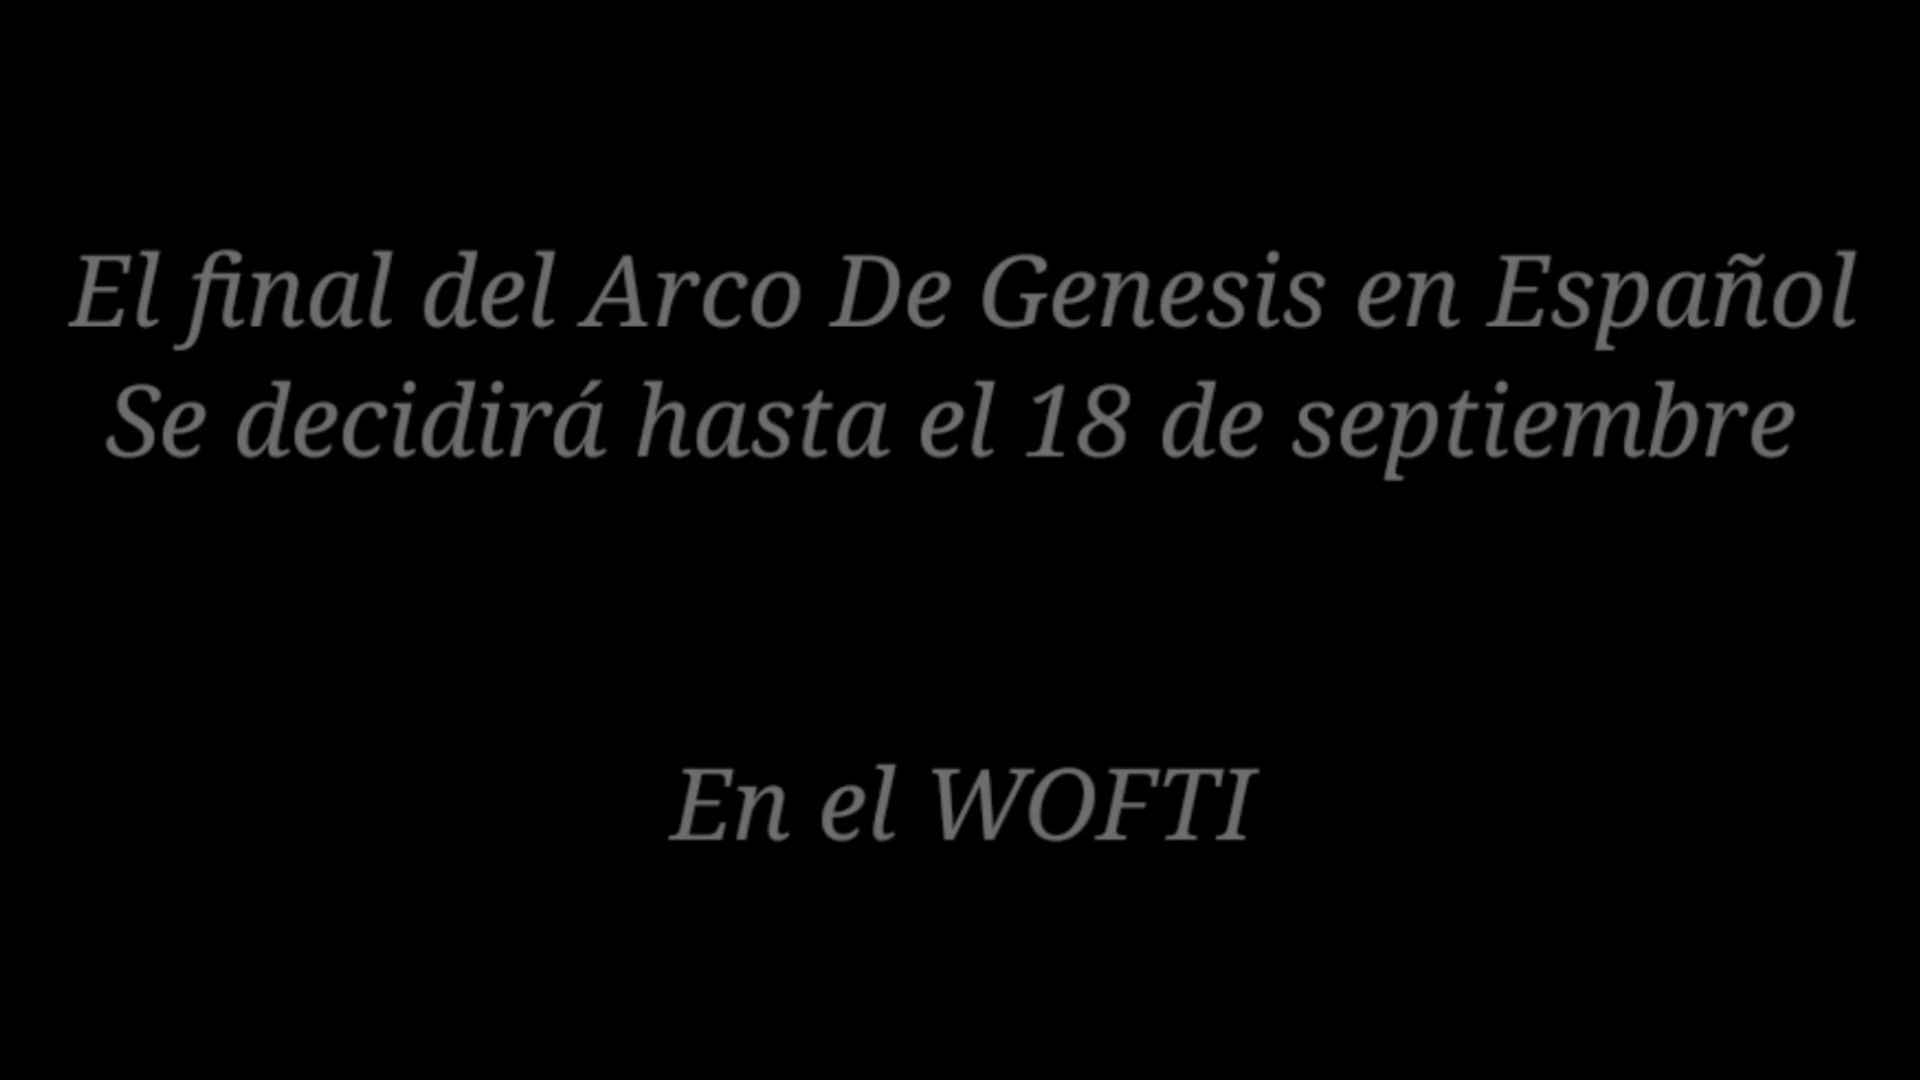 El final del Arco De Genesis en Español
Se decidirá hasta el 18 de septiembre
En el WOFTI